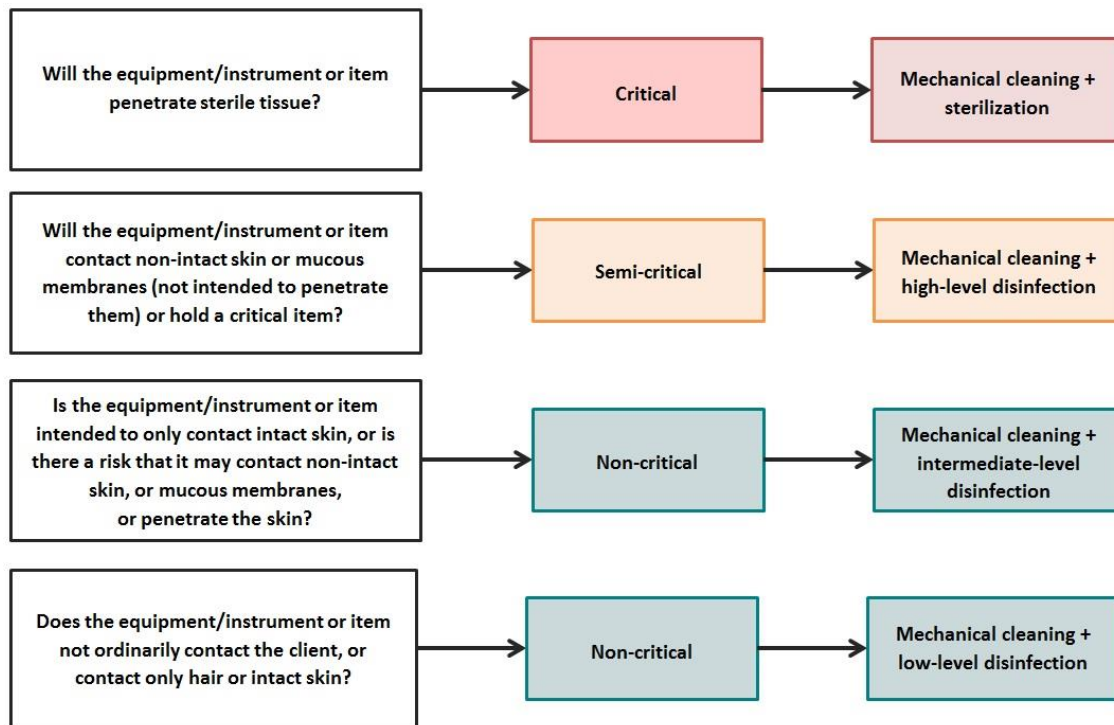 Will the equipment/instrument or item
penetrate sterile tissue?
Critical
Mechanical cleaning +
sterilization
Will the equipment/instrument or item
contact non-intact skin or mucous
membranes (not intended to penetrate
them) or hold a critical item?
Semi-critical
Mechanical cleaning +
high-level disinfection
Is the equipment/instrument or item
intended to only contact intact skin, or is
there a risk that it may contact non-intact
skin, or mucous membranes,
or penetrate the skin?
Non-critical
Mechanical cleaning +
intermediate-level
disinfection
Does the equipment/instrument or item
not ordinarily contact the client, or
contact only hair or intact skin?
Non-critical
Mechanical cleaning +
low-level disinfection